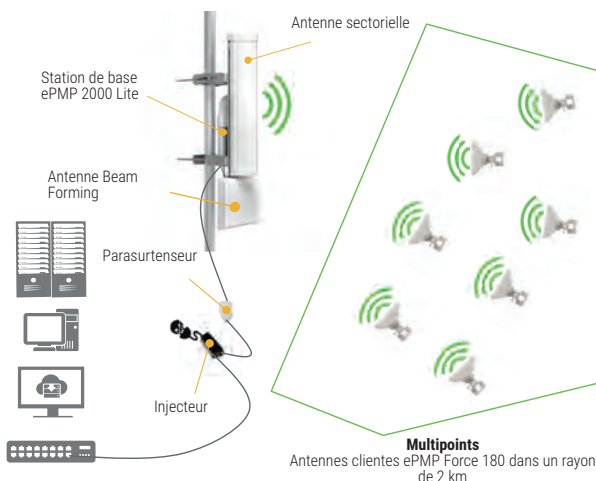 Antenne sectorielle
Station de base
ePMP 2000 Lite
Antenne Beam
Forming
Parasurtenseur
Injecteur
Multipoints
Antennes clientes ePMP Force 180 dans un rayon
de 2 km